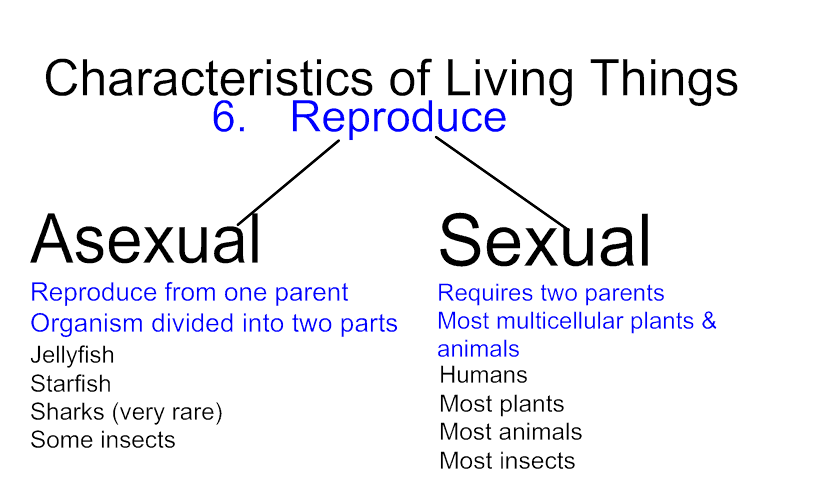 Characteristics of Living Things
6. Reproduce
Asexual
Reproduce from one parent
Organism divided into two parts
Jellyfish
Starfish
Sharks (very rare)
Some insects
Sexual
Requires two parents
Most multicellular plants &
animals
Humans
Most plants
Most animals
Most insects